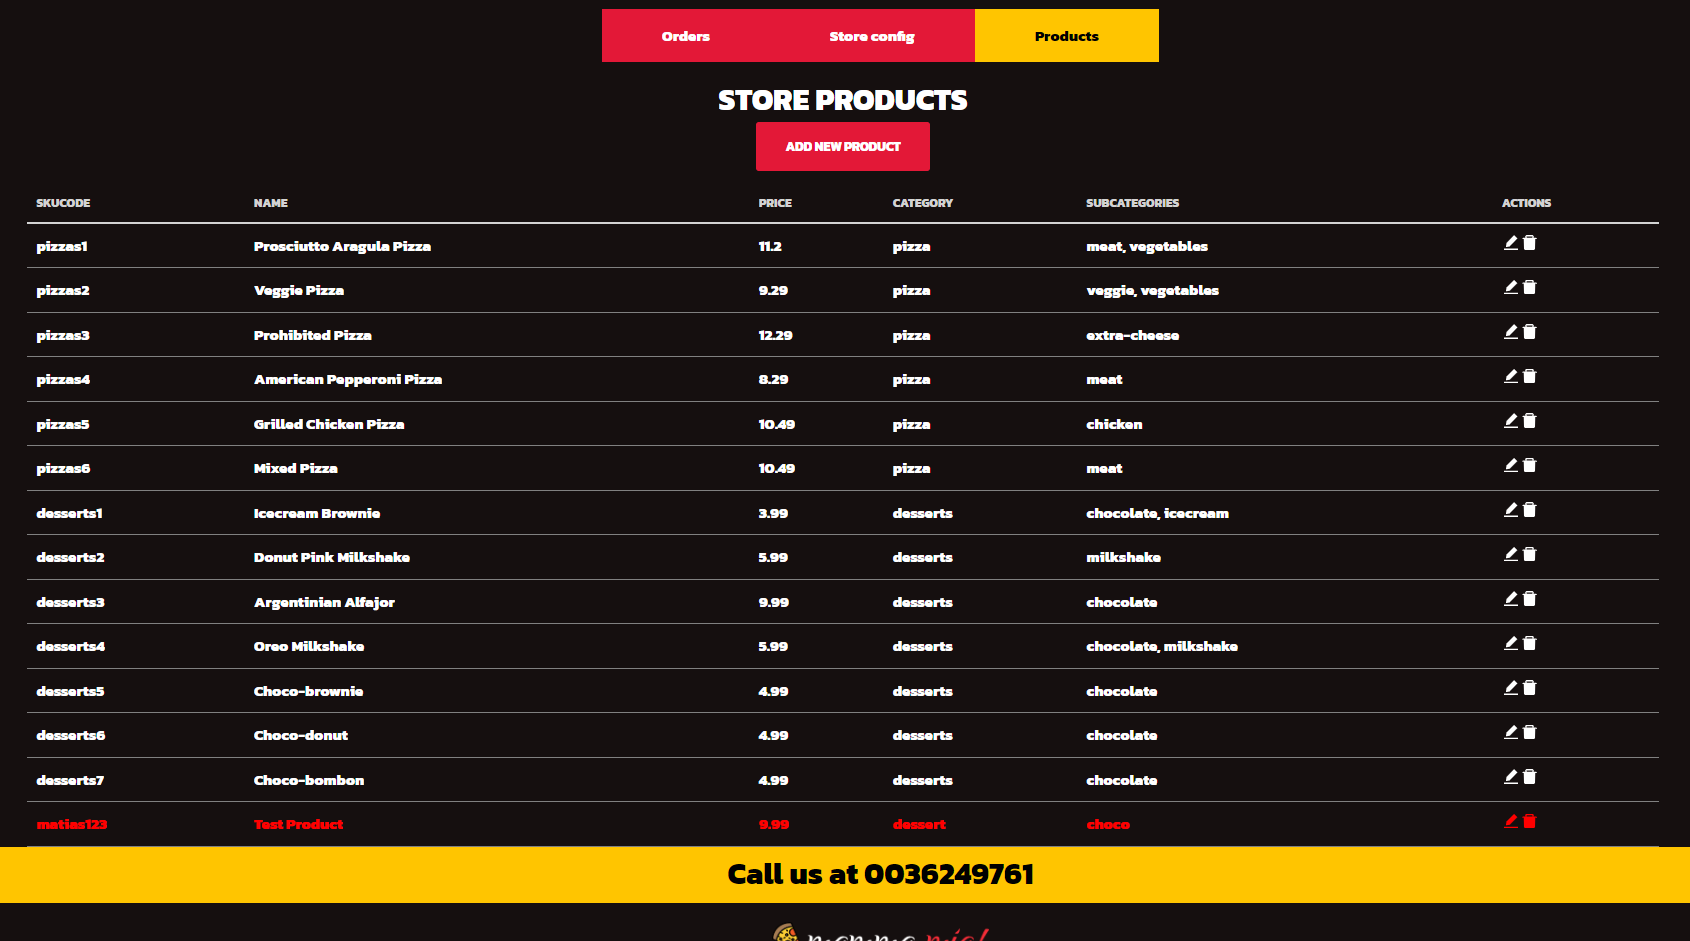 Orders Store config Products
STORE PRODUCTS
ADD NEW PRODUCT
SKUCODE NAME PRICE CATEGORY SUBCATEGORIES ACTIONS
pizzas1 Prosciutto Aragula Pizza 11.2 pizza meat, vegetables
pizzas2 Veggie Pizza 9.29 pizza veggie, vegetables
pizzas3 Prohibited Pizza 12.29 pizza extra-cheese
pizzas4 American Pepperoni Pizza 8.29 pizza meat
pizzas5 Grilled Chicken Pizza 10.49 pizza chicken
pizzas6 Mixed Pizza 10.49 pizza meat
desserts1 Icecream Brownie 3.99 desserts chocolate, icecream
desserts2 Donut Pink Milkshake 5.99 desserts milkshake
desserts3 Argentinian Alfajor 9.99 desserts chocolate
desserts4 Oreo Milkshake 5.99 desserts chocolate, milkshake
desserts5 Choco-brownie 4.99 desserts chocolate
desserts6 Choco-donut 4.99 desserts chocolate
desserts7 Choco-bombon 4.99 desserts chocolate
matias123 Test Product 9.99 dessert choco
Call us at 0036249761